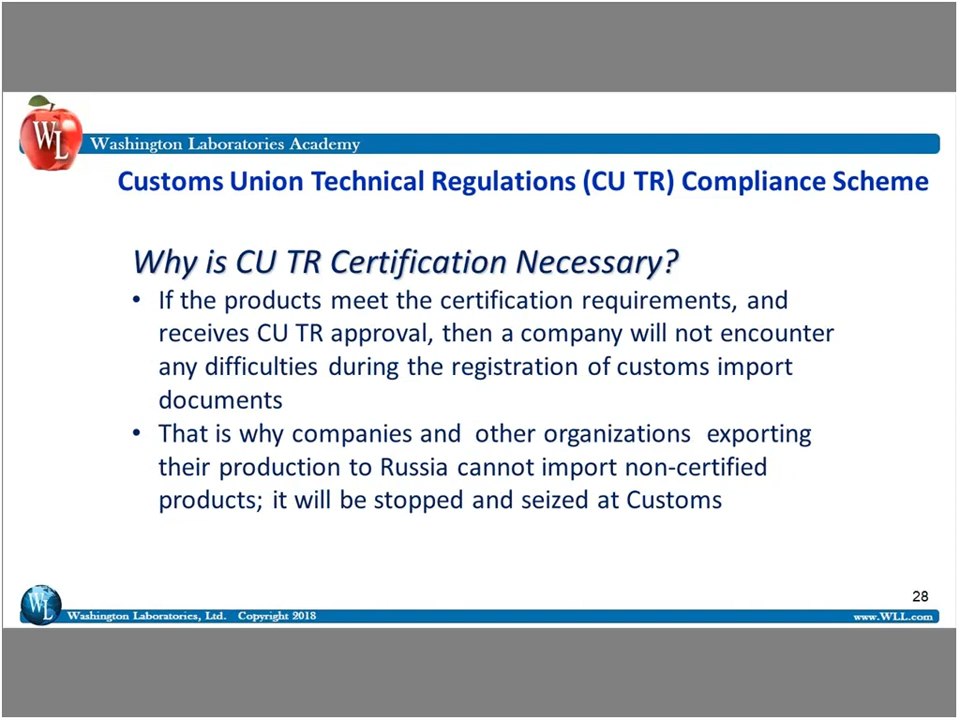 WL
Washington Laboratories Academy
Customs Union Technical Regulations (CU TR) Compliance Scheme
Why is CU TR Certification Necessary?
• If the products meet the certification requirements, and
receives CU TR approval, then a company will not encounter
any difficulties during the registration of customs import
documents
• That is why companies and other organizations exporting
their production to Russia cannot import non-certified
products; it will be stopped and seized at Customs
28
WL
Washington Laboratories, Ltd. Copyright 2018
www.WLL.com